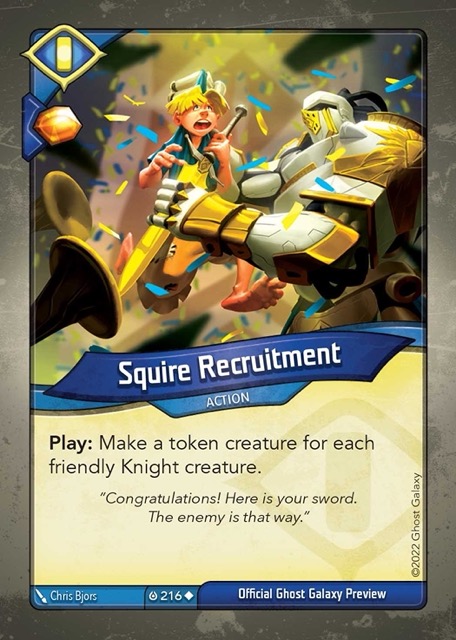 Squire Recruitment
ACTION
Play: Make a token creature for each
friendly Knight creature.
"Congratulations! Here is your sword.
The enemy is that way."
©2022 Ghost Galaxy
Chris Bjors
216
Official Ghost Galaxy Preview